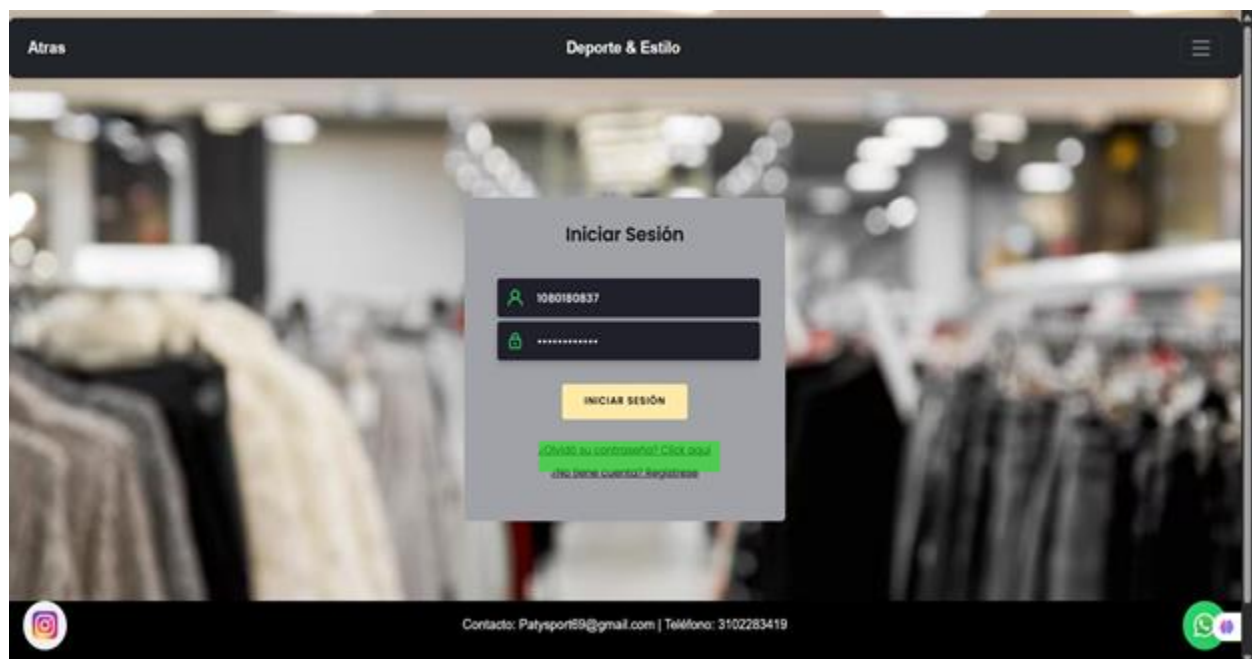 Atras
Deporte & Estilo
Iniciar Sesión
1080180837
••••••••••••
INICIAR SESIÓN
¿Olvidó su contraseña? Click aquí
¿No tiene cuenta? Regístrese
Contacto: Patysport69@gmail.com | Teléfono: 3102283419